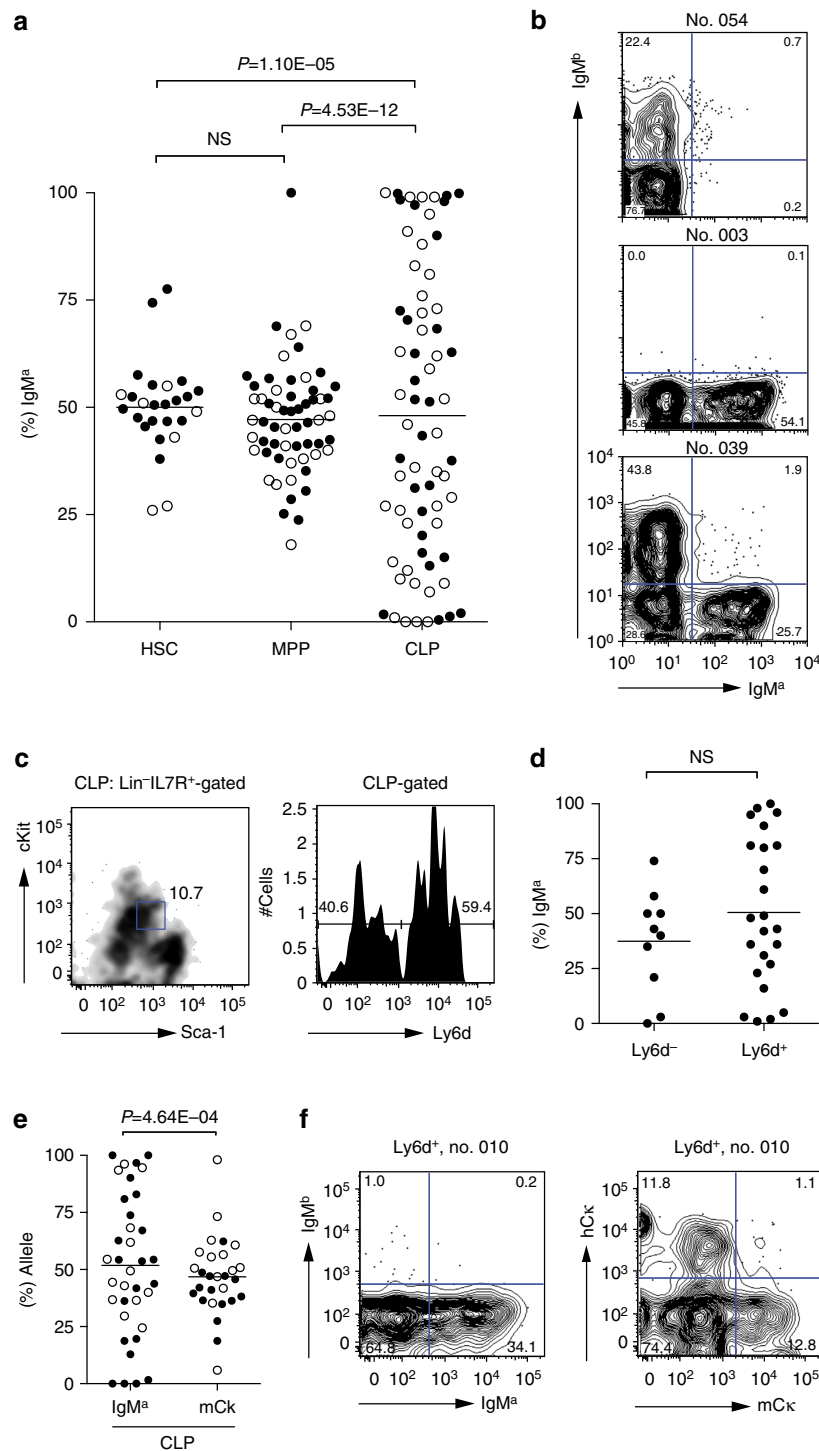 a
P=1.10E–05
P=4.53E–12
NS
100
75
50
25
0
(%) IgMᵃ
HSC
MPP
CLP
b
No. 054
IgMᵇ
22.4
0.7
76.7
0.2
No. 003
0.0
0.1
45.8
54.1
No. 039
10⁴
10³
10²
10¹
10⁰
43.8
1.9
28.6
25.7
10⁰ 10¹ 10² 10³ 10⁴
IgMᵃ
c
CLP: Lin⁻IL7R⁺-gated
cKit
10⁵
10⁴
10³
10²
0
10.7
0 10² 10³ 10⁴ 10⁵
Sca-1
CLP-gated
#Cells
2.5
2
1.5
1
0.5
0
40.6
59.4
0 10² 10³ 10⁴ 10⁵
Ly6d
d
NS
100
75
50
25
0
(%) IgMᵃ
Ly6d⁻
Ly6d⁺
e
P=4.64E–04
100
75
50
25
0
(%) Allele
IgMᵃ
mCk
CLP
f
Ly6d⁺, no. 010
IgMᵇ
10⁵
10⁴
10³
10²
0
1.0
0.2
64.8
34.1
0 10² 10³ 10⁴ 10⁵
IgMᵃ
Ly6d⁺, no. 010
hCκ
10⁵
10⁴
10³
10²
0
11.8
1.1
74.4
12.8
0 10² 10³ 10⁴ 10⁵
mCκ